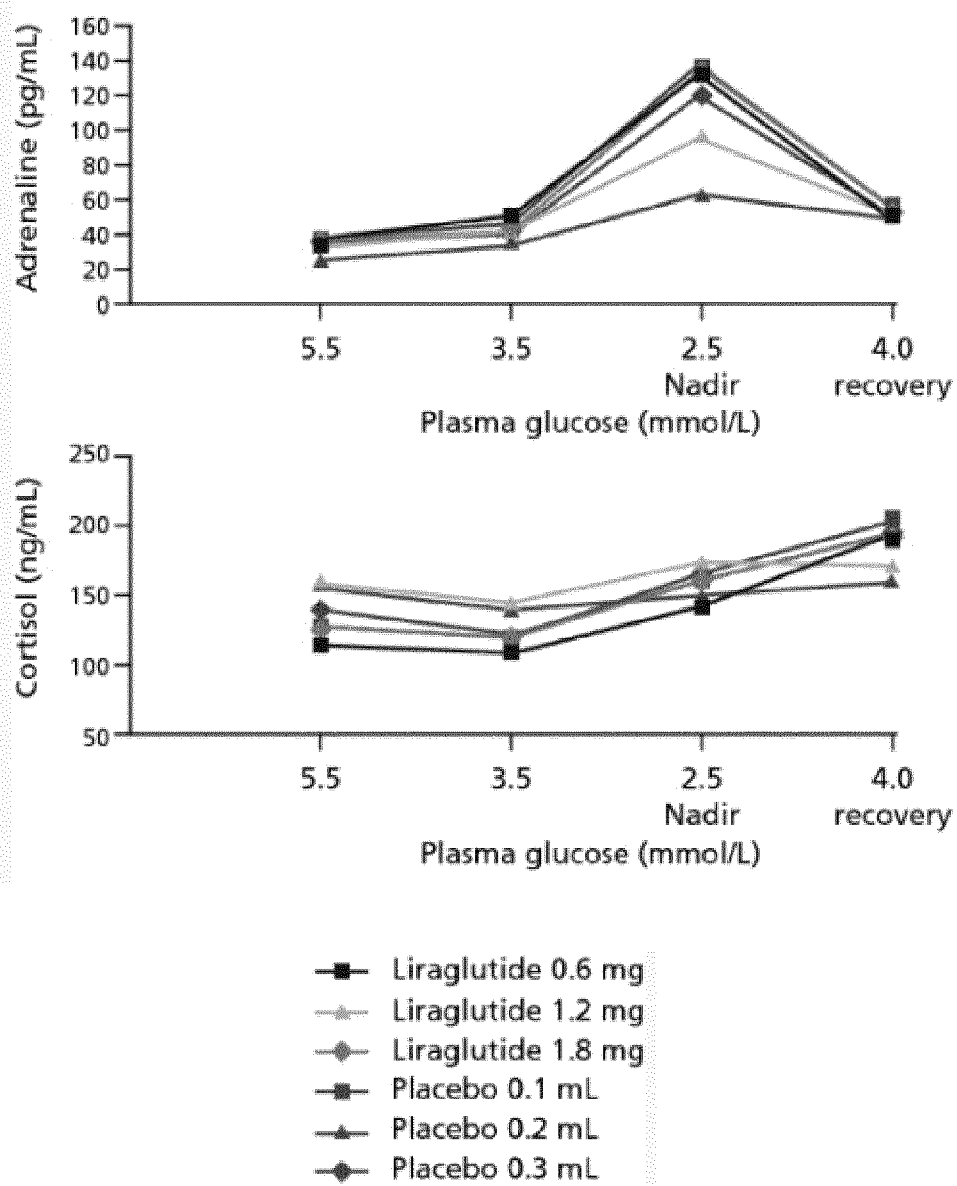 Adrenaline (pg/mL)
160
140
120
100
80
60
40
20
0
5.5 3.5 2.5 4.0
Nadir recovery
Plasma glucose (mmol/L)
Cortisol (ng/mL)
250
200
150
100
50
5.5 3.5 2.5 4.0
Nadir recovery
Plasma glucose (mmol/L)
Liraglutide 0.6 mg
Liraglutide 1.2 mg
Liraglutide 1.8 mg
Placebo 0.1 mL
Placebo 0.2 mL
Placebo 0.3 mL